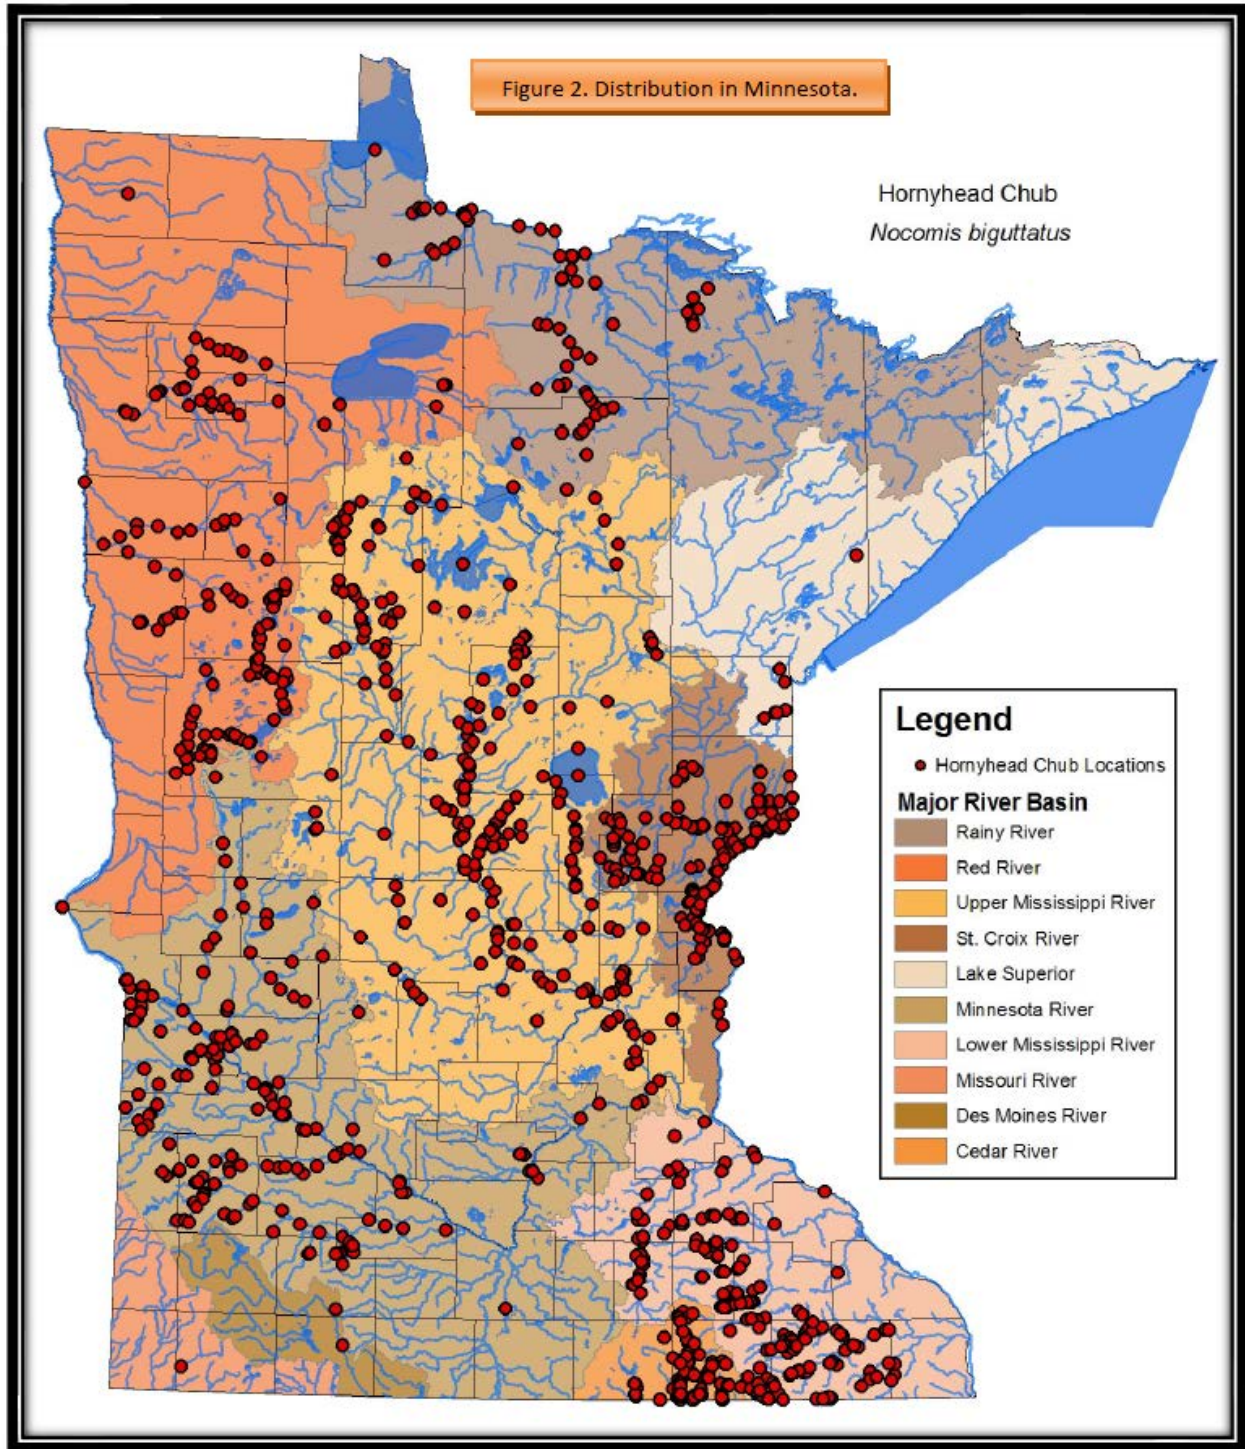 Figure 2. Distribution in Minnesota.
Hornyhead Chub
Nocomis biguttatus
Legend
Hornyhead Chub Locations
Major River Basin
Rainy River
Red River
Upper Mississippi River
St. Croix River
Lake Superior
Minnesota River
Lower Mississippi River
Missouri River
Des Moines River
Cedar River